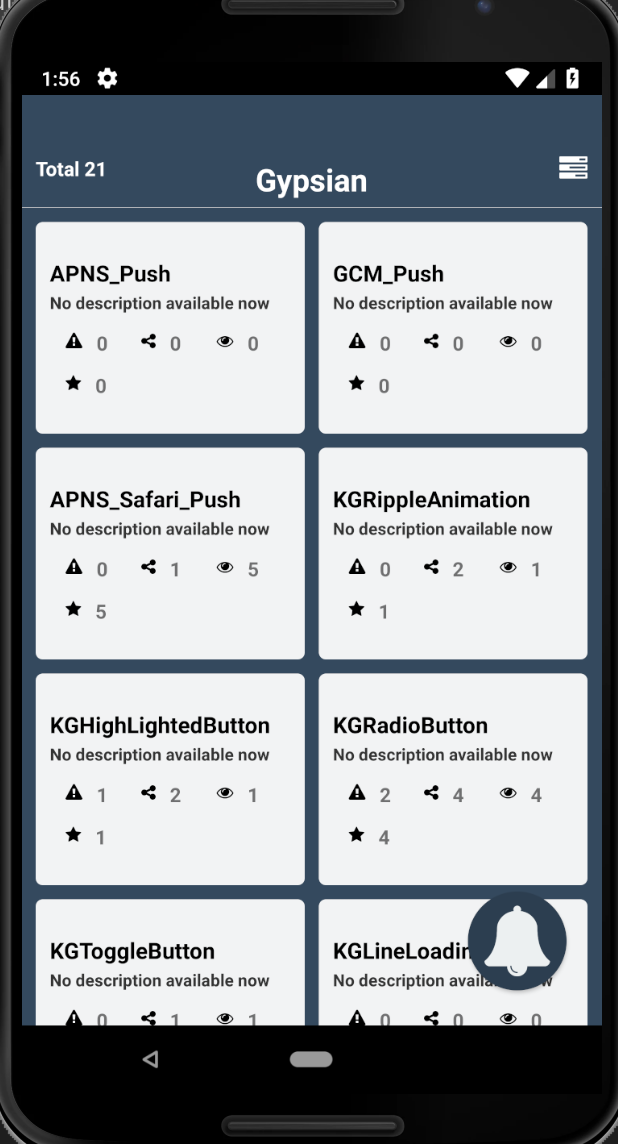 1:56
Total 21
Gypsian
APNS_Push
No description available now
0 0 0
0
GCM_Push
No description available now
0 0 0
0
APNS_Safari_Push
No description available now
0 1 5
5
KGRippleAnimation
No description available now
0 2 1
1
KGHighLightedButton
No description available now
1 2 1
1
KGRadioButton
No description available now
2 4 4
4
KGToggleButton
No description available now
0 1 1
KGLineLoadin
No description availa w
0 0 0